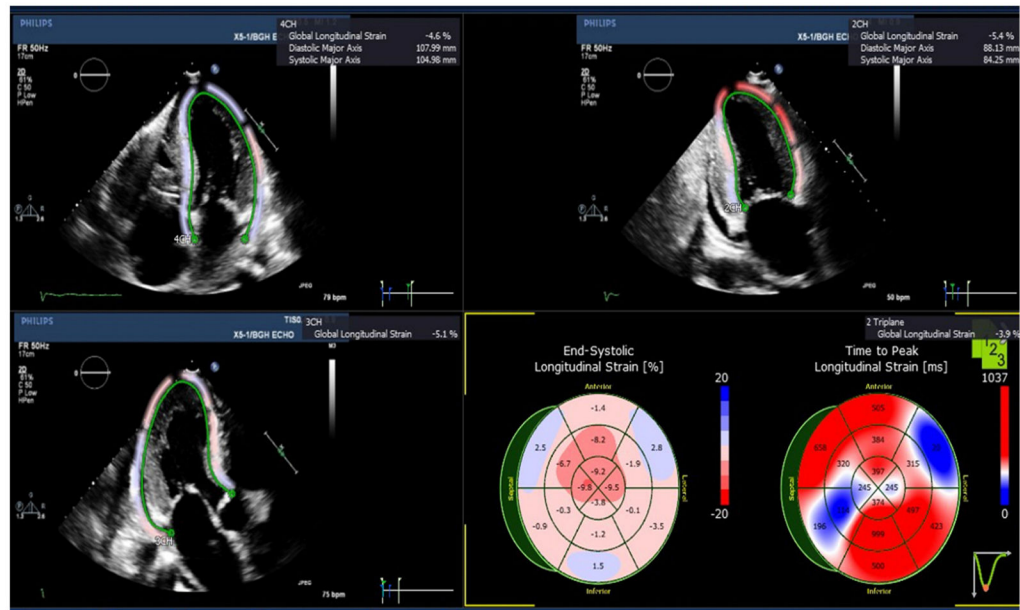 PHILIPS
4CH
X5-1/BGH EC
Global Longitudinal Strain -4.6 %
Diastolic Major Axis 107.99 mm
Systolic Major Axis 104.98 mm
FR 50Hz
17cm
2D
61%
C 50
P Low
HPen
4CH
JPEG
79 bpm
PHILIPS
2CH
X5-1/BGH ECH
Global Longitudinal Strain -5.4 %
Diastolic Major Axis 88.13 mm
Systolic Major Axis 84.25 mm
FR 50Hz
17cm
2D
61%
C 50
P Low
HPen
2CH
JPEG
50 bpm
PHILIPS
TIS0.
3CH
X5-1/BGH ECHO
Global Longitudinal Strain -5.1 %
FR 50Hz
17cm
2D
61%
C 50
P Low
HPen
3CH
JPEG
75 bpm
2 Triplane
Global Longitudinal Strain -3.9 %
1 2 3
End-Systolic
Longitudinal Strain [%]
20
-20
Anterior
Septal
Lateral
Inferior
-1.4
2.5
2.8
-8.2
-6.7
-1.9
-9.2
-9.8
-9.5
-3.8
-0.3
-0.1
-0.9
-3.5
-1.2
1.5
Time to Peak
Longitudinal Strain [ms]
1037
0
Anterior
Septal
Lateral
Inferior
505
658
384
320
315
397
245
245
374
196
497
423
999
500